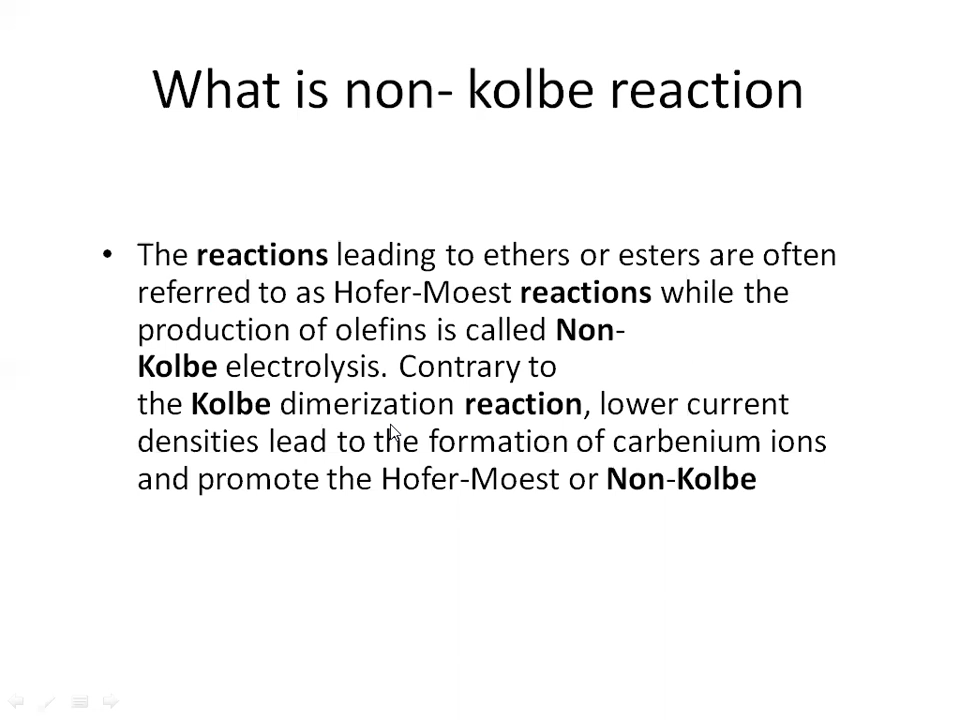 What is non- kolbe reaction
• The reactions leading to ethers or esters are often
referred to as Hofer-Moest reactions while the
production of olefins is called Non-
Kolbe electrolysis. Contrary to
the Kolbe dimerization reaction, lower current
densities lead to the formation of carbenium ions
and promote the Hofer-Moest or Non-Kolbe